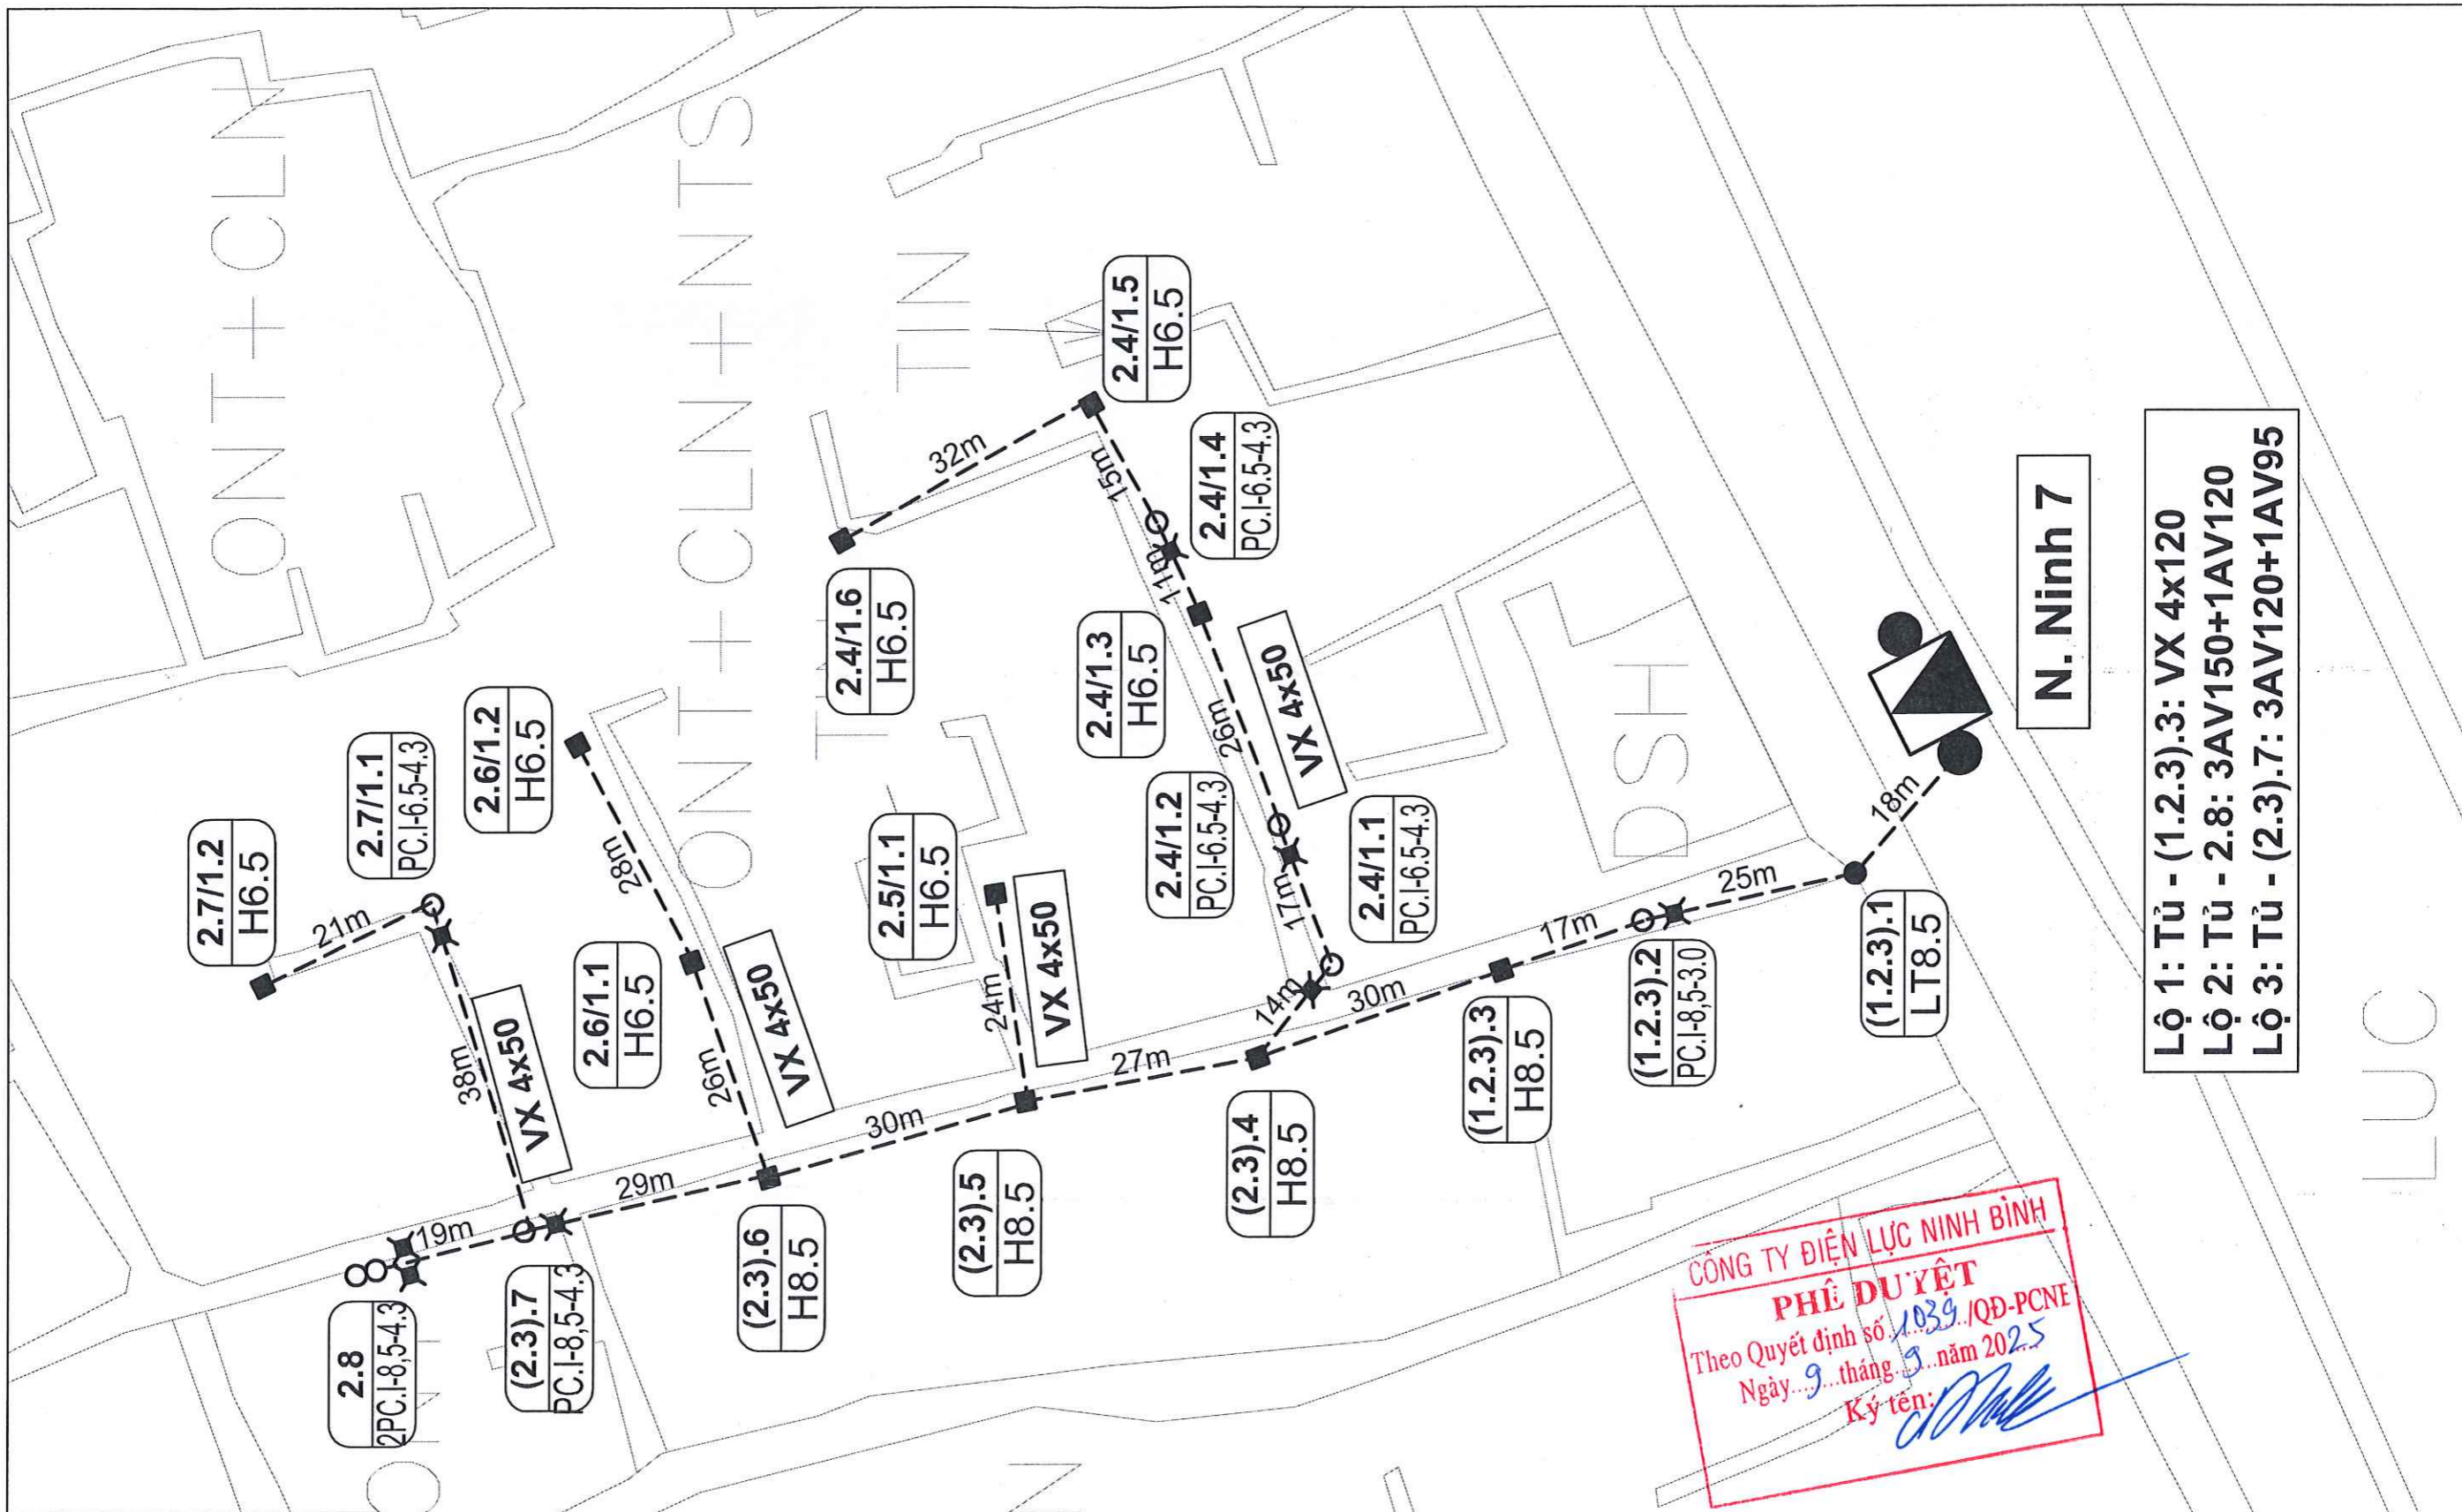 ONT+CLN
ONT+CLN+NTS
TIN
DSH
LUC
2.7/1.2
H6.5
2.7/1.1
PC.I-6.5-4.3
2.6/1.2
H6.5
2.6/1.1
H6.5
2.5/1.1
H6.5
2.4/1.6
H6.5
2.4/1.5
H6.5
2.4/1.4
PC.I-6.5-4.3
2.4/1.3
H6.5
2.4/1.2
PC.I-6.5-4.3
2.4/1.1
PC.I-6.5-4.3
2.8
2PC.I-8,5-4.3
(2.3).7
PC.I-8,5-4.3
(2.3).6
H8.5
(2.3).5
H8.5
(2.3).4
H8.5
(1.2.3).3
H8.5
(1.2.3).2
PC.I-8,5-3.0
(1.2.3).1
LT8.5
21m
38m
19m
29m
28m
26m
30m
24m
27m
14m
17m
26m
11m
15m
32m
30m
17m
25m
18m
VX 4x50
VX 4x50
VX 4x50
VX 4x50
N. Ninh 7
Lộ 1: Tủ - (1.2.3).3: VX 4x120
Lộ 2: Tủ - 2.8: 3AV150+1AV120
Lộ 3: Tủ - (2.3).7: 3AV120+1AV95
CÔNG TY ĐIỆN LỰC NINH BÌNH
PHÊ DUYỆT
Theo Quyết định số 1039 /QĐ-PCNB
Ngày 9 tháng 9 năm 2025
Ký tên: